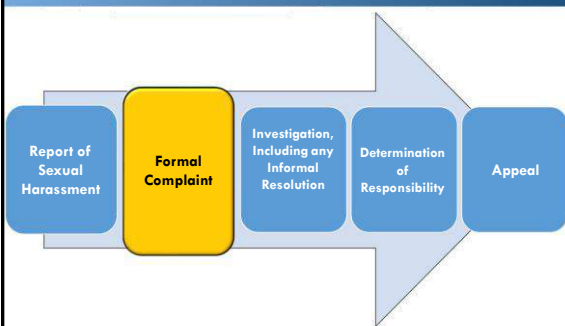 Report of
Sexual
Harassment
Formal
Complaint
Investigation,
Including any
Informal
Resolution
Determination
of
Responsibility
Appeal